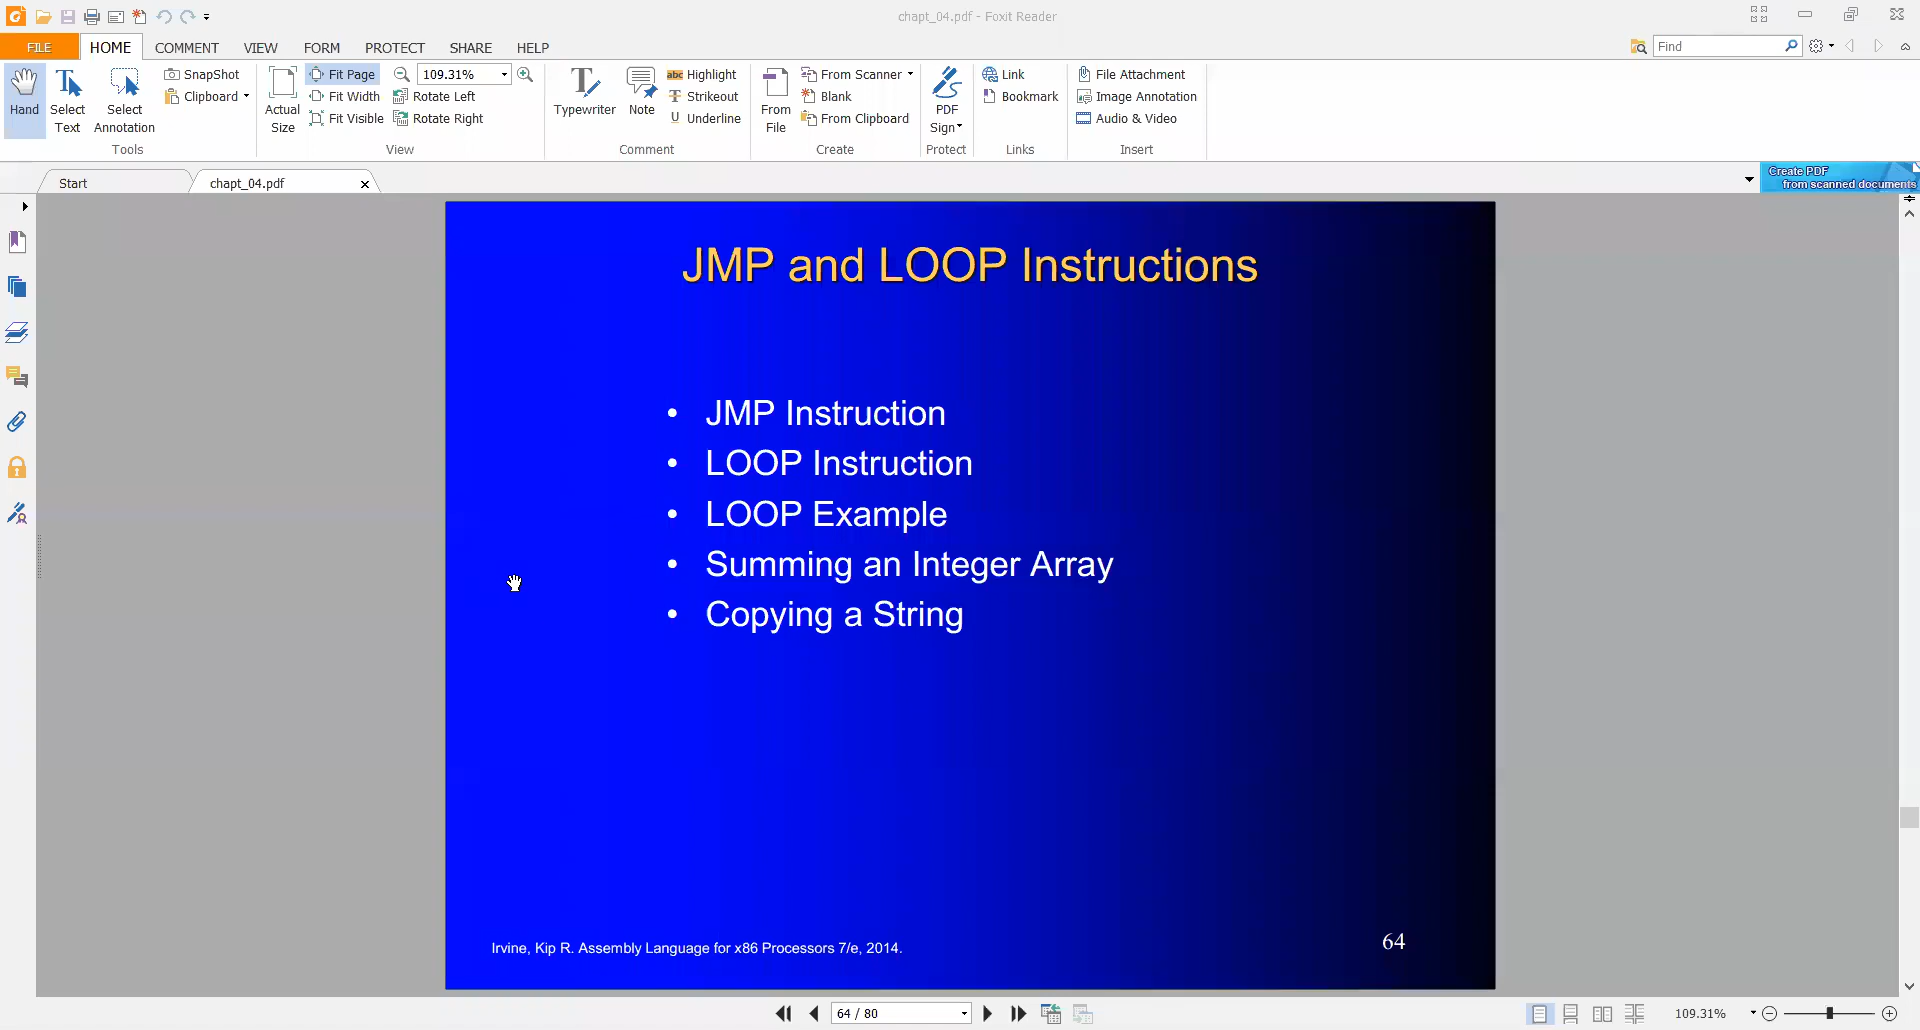 chapt_04.pdf - Foxit Reader
FILE HOME COMMENT VIEW FORM PROTECT SHARE HELP
Find
Hand
Select Text
Select Annotation
SnapShot
Clipboard
Tools
Actual Size
Fit Page
Fit Width
Fit Visible
109.31%
Rotate Left
Rotate Right
View
Typewriter
Note
abc Highlight
T Strikeout
U Underline
Comment
From File
From Scanner
Blank
From Clipboard
Create
PDF Sign
Protect
Link
Bookmark
Links
File Attachment
Image Annotation
Audio & Video
Insert
Start
chapt_04.pdf
Create PDF
from scanned documents
JMP and LOOP Instructions
• JMP Instruction
• LOOP Instruction
• LOOP Example
• Summing an Integer Array
• Copying a String
Irvine, Kip R. Assembly Language for x86 Processors 7/e, 2014.
64
64 / 80
109.31%